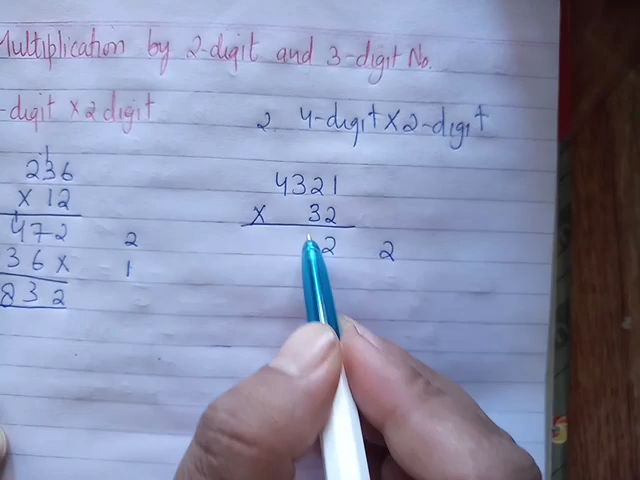 Multiplication by 2-digit and 3-digit No.
-digit x 2 digit
1
236
x 12
472 2
36x 1
832
2 4-digit x 2-digit
4321
x 32
2 2